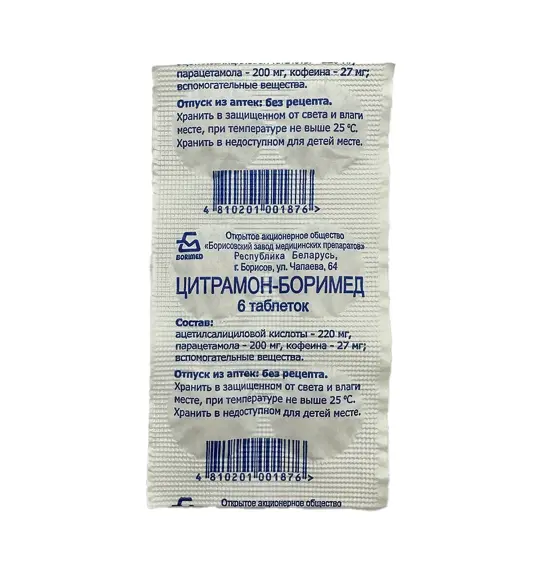 парацетамола - 200 мг, кофеина - 27 мг;
вспомогательные вещества.
Отпуск из аптек: без рецепта.
Хранить в защищенном от света и влаги
месте, при температуре не выше 25 °С.
Хранить в недоступном для детей месте.
4 810201 001876 >
BORIMED
Открытое акционерное общество
«Борисовский завод медицинских препаратов»
Республика Беларусь,
г. Борисов, ул. Чапаева, 64
ЦИТРАМОН-БОРИМЕД
6 таблеток
Состав:
ацетилсалициловой кислоты - 220 мг,
парацетамола - 200 мг, кофеина - 27 мг;
вспомогательные вещества.
Отпуск из аптек: без рецепта.
Хранить в защищенном от света и влаги
месте, при температуре не выше 25 °С.
Хранить в недоступном для детей месте.
4 810201 001876 >
Открытое акционерное общество